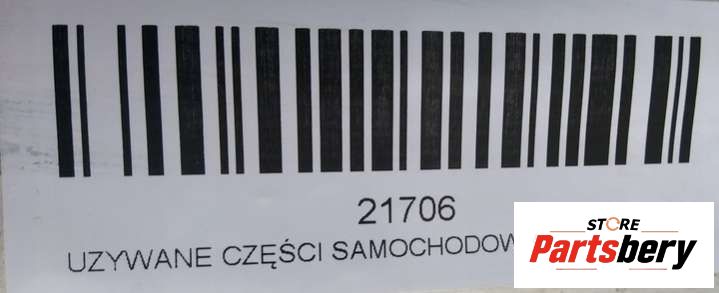 21706
UZYWANE CZĘŚCI SAMOCHODOW
STORE
Partsbery